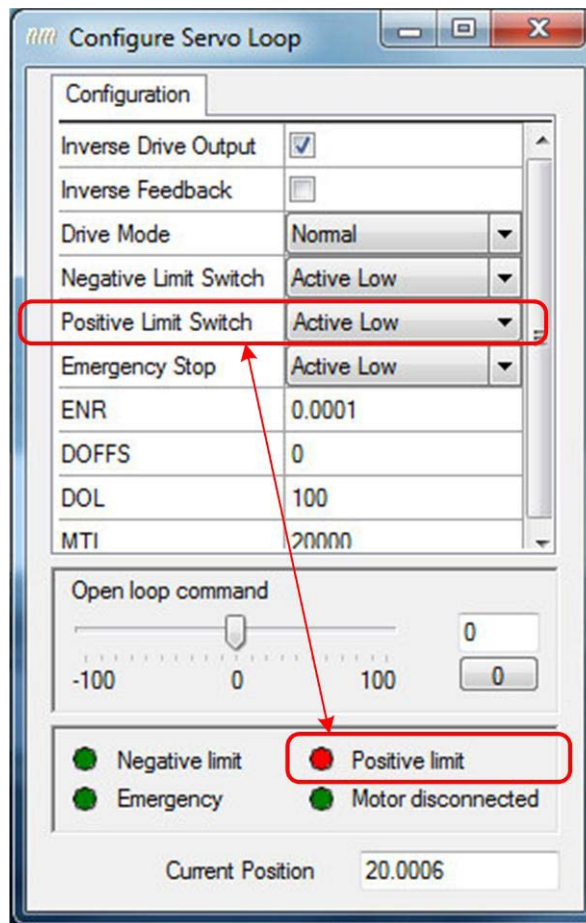 nm Configure Servo Loop
Configuration
Inverse Drive Output
Inverse Feedback
Drive Mode Normal
Negative Limit Switch Active Low
Positive Limit Switch Active Low
Emergency Stop Active Low
ENR 0.0001
DOFFS 0
DOL 100
MTI 20000
Open loop command
0
-100 0 100 0
Negative limit Positive limit
Emergency Motor disconnected
Current Position 20.0006